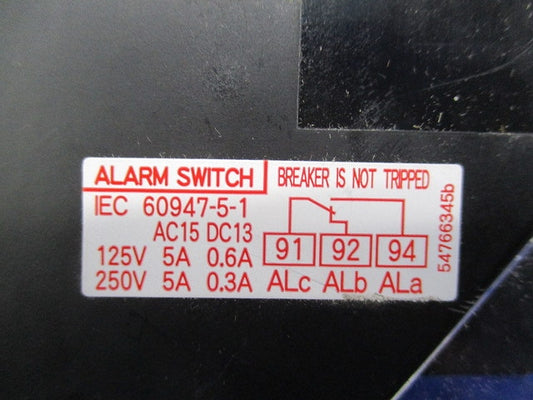 ALARM SWITCH
BREAKER IS NOT TRIPPED
IEC 60947-5-1
AC15 DC13
125V 5A 0.6A
250V 5A 0.3A
91 92 94
ALc ALb ALa
54766345b